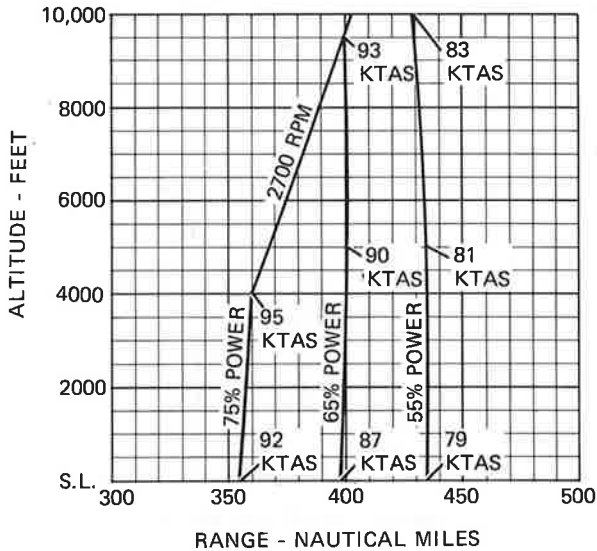 10,000
8000
6000
4000
2000
S.L.
ALTITUDE - FEET
2700 RPM
75% POWER
65% POWER
55% POWER
93
KTAS
83
KTAS
90
KTAS
81
KTAS
95
KTAS
92
KTAS
87
KTAS
79
KTAS
300
350
400
450
500
RANGE - NAUTICAL MILES